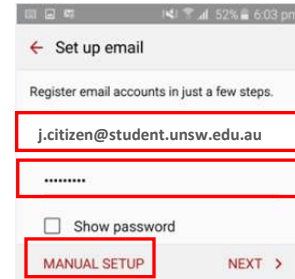 52% 6:03 pm
← Set up email
Register email accounts in just a few steps.
j.citizen@student.unsw.edu.au
•••••••••
Show password
MANUAL SETUP NEXT >